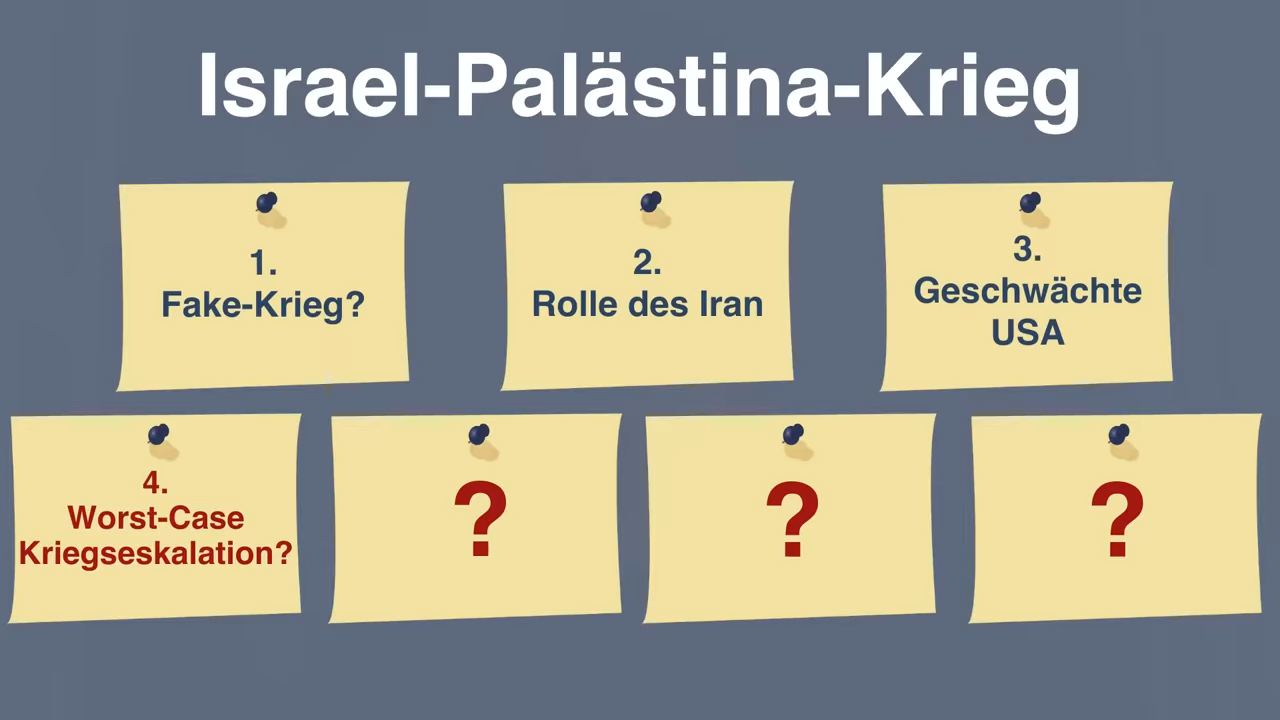 Israel-Palästina-Krieg
1.
Fake-Krieg?
2.
Rolle des Iran
3.
Geschwächte
USA
4.
Worst-Case
Kriegseskalation?
?
?
?